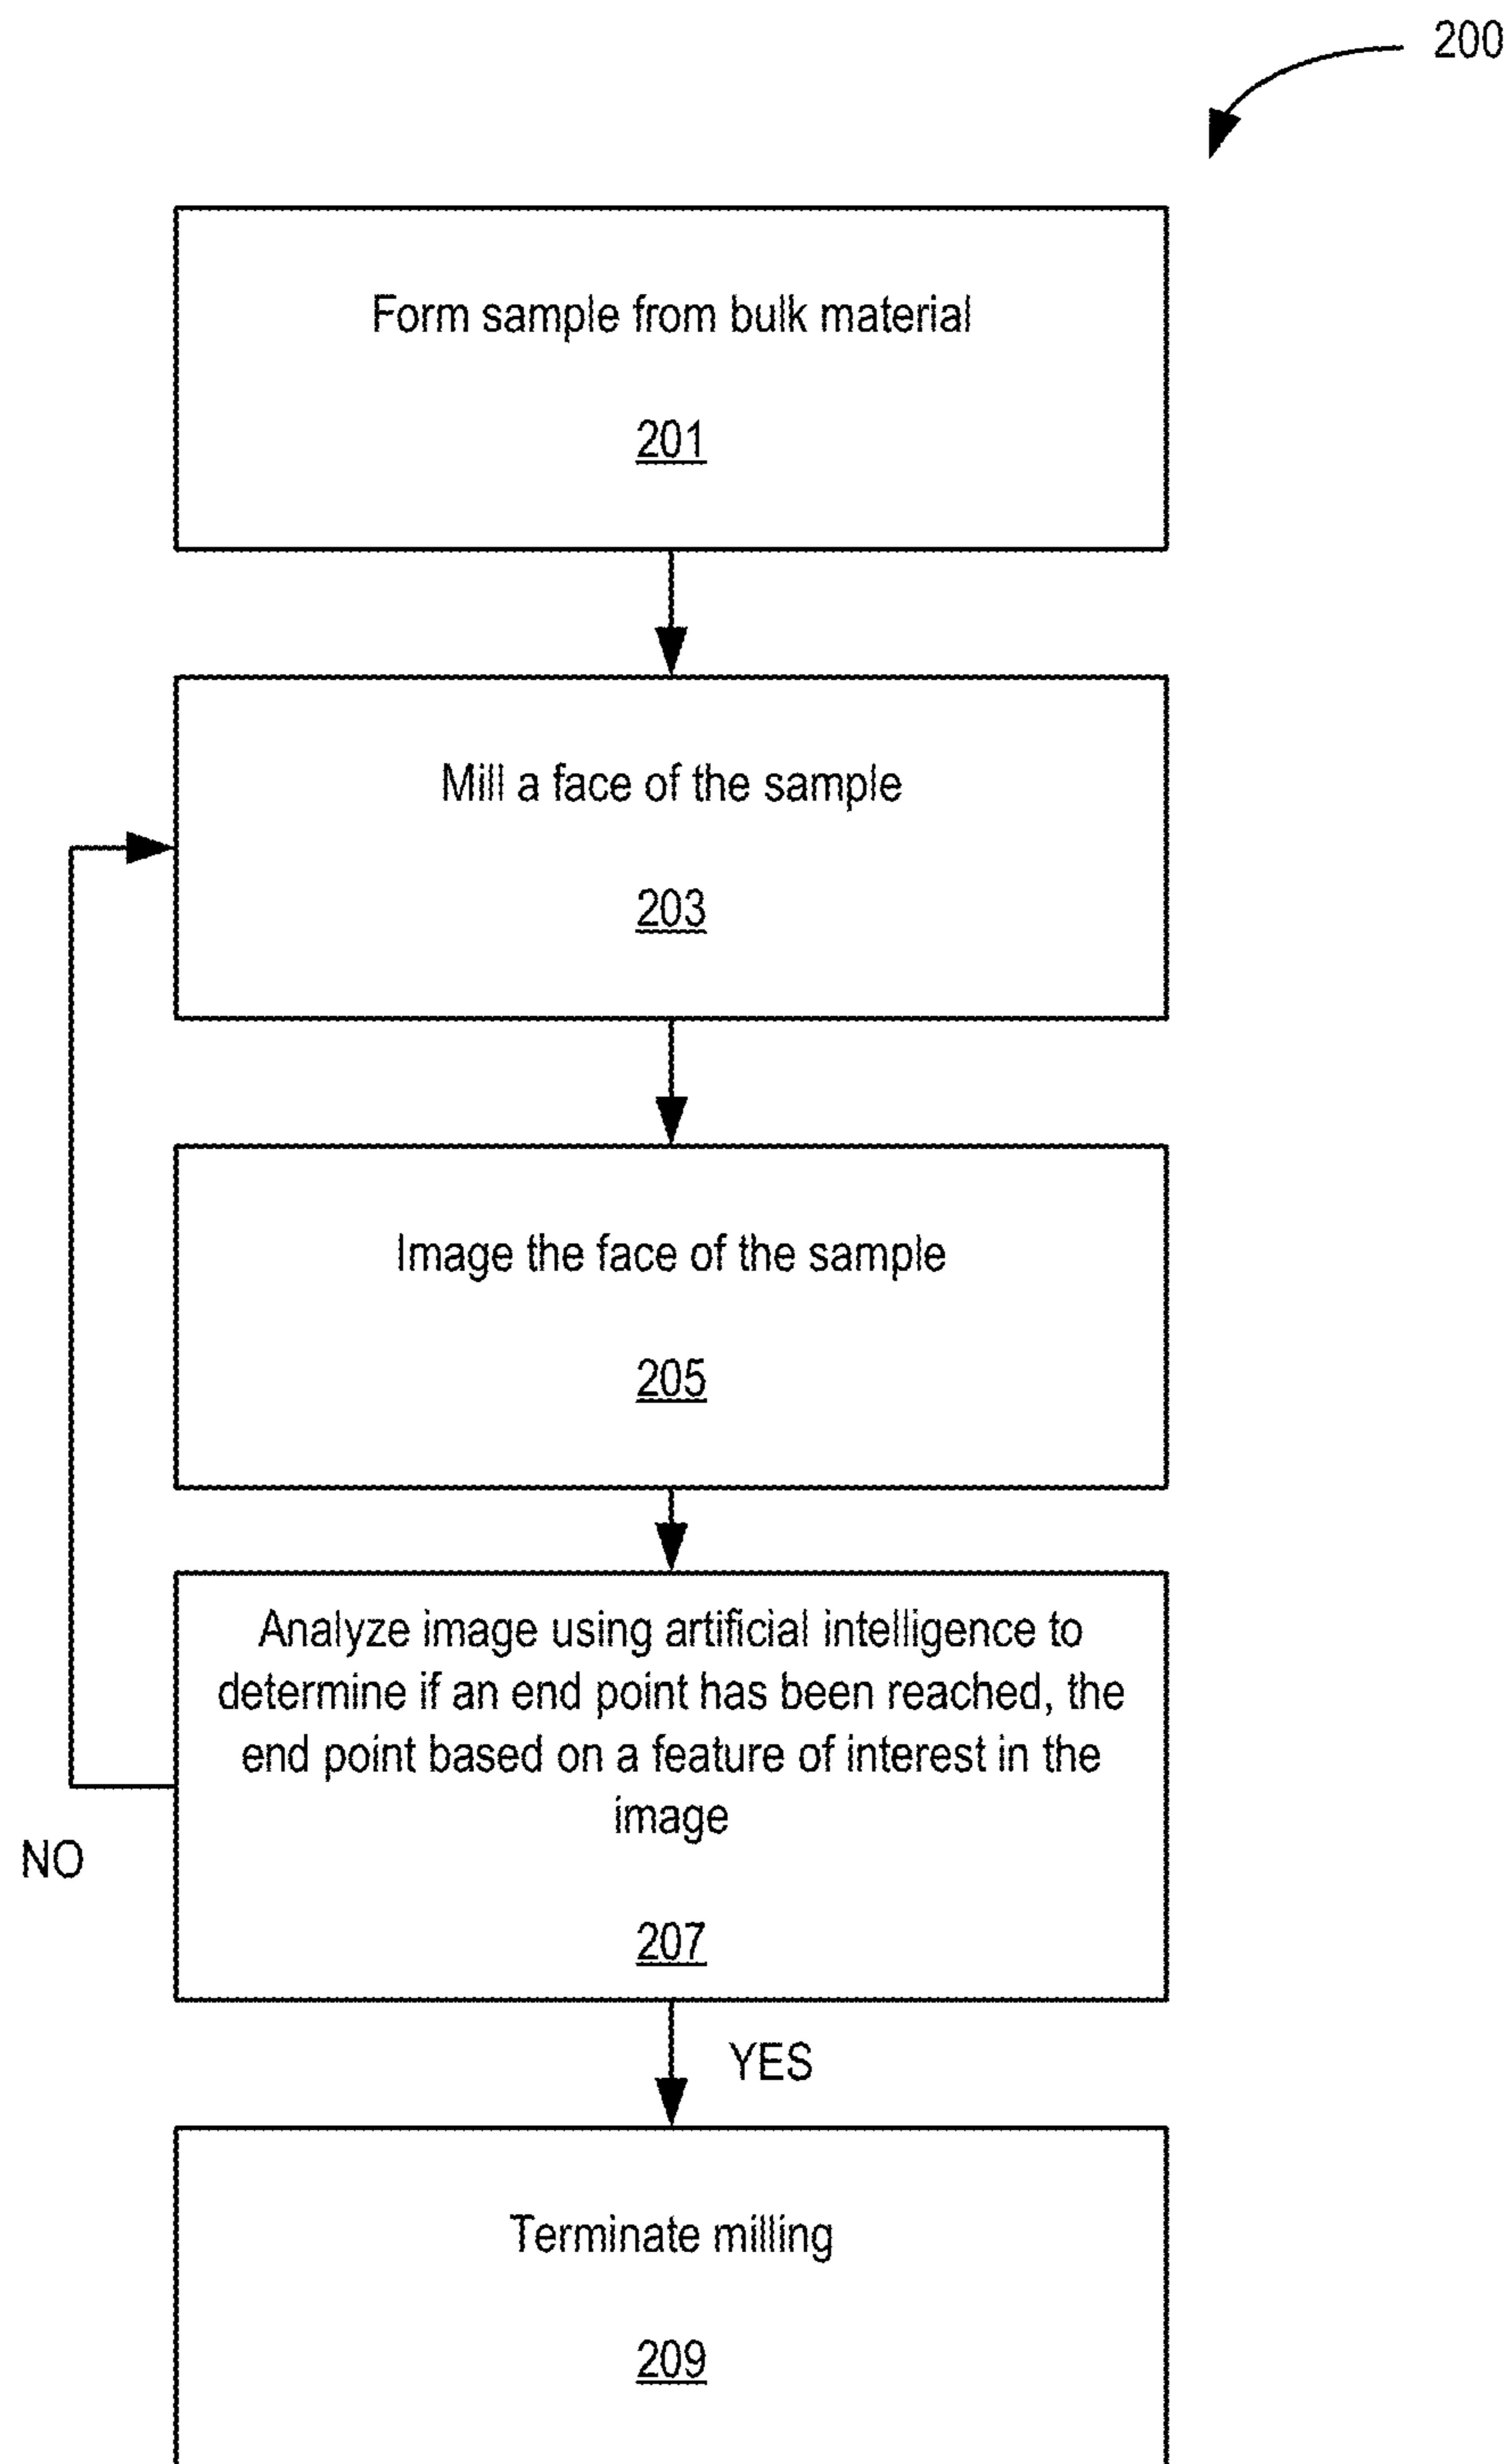 200
Form sample from bulk material
201
Mill a face of the sample
203
Image the face of the sample
205
Analyze image using artificial intelligence to
determine if an end point has been reached, the
end point based on a feature of interest in the
image
207
NO
YES
Terminate milling
209